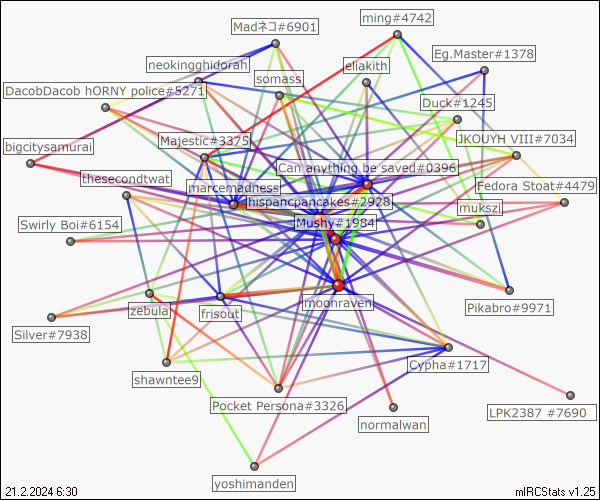 Madネコ#6901
ming#4742
Eg.Master#1378
neokingghidorah
eliakith
somass
DacobDacob hORNY police#5271
Duck#1245
Majestic#3375
JKOUYH VIII#7034
bigcitysamurai
Can anything be saved#0396
thesecondtwat
marcemadness
Fedora Stoat#4479
hispancpancakes#2928
mukszi
Swirly Boi#6154
Mushy#1984
moonraven
Pikabro#9971
zebula
frisout
Silver#7938
Cypha#1717
shawntee9
Pocket Persona#3326
LPK2387 #7690
normalwan
yoshimanden
21.2.2024 6:30
mIRCStats v1.25